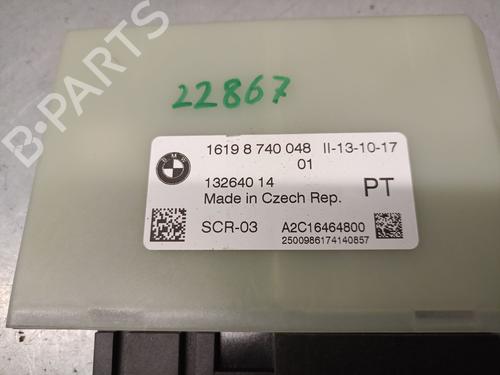 22867
BMW
1619 8 740 048 II-13-10-17
01
132640 14
PT
Made in Czech Rep.
SCR-03
A2C16464800
2500986174140857
B-PARTS